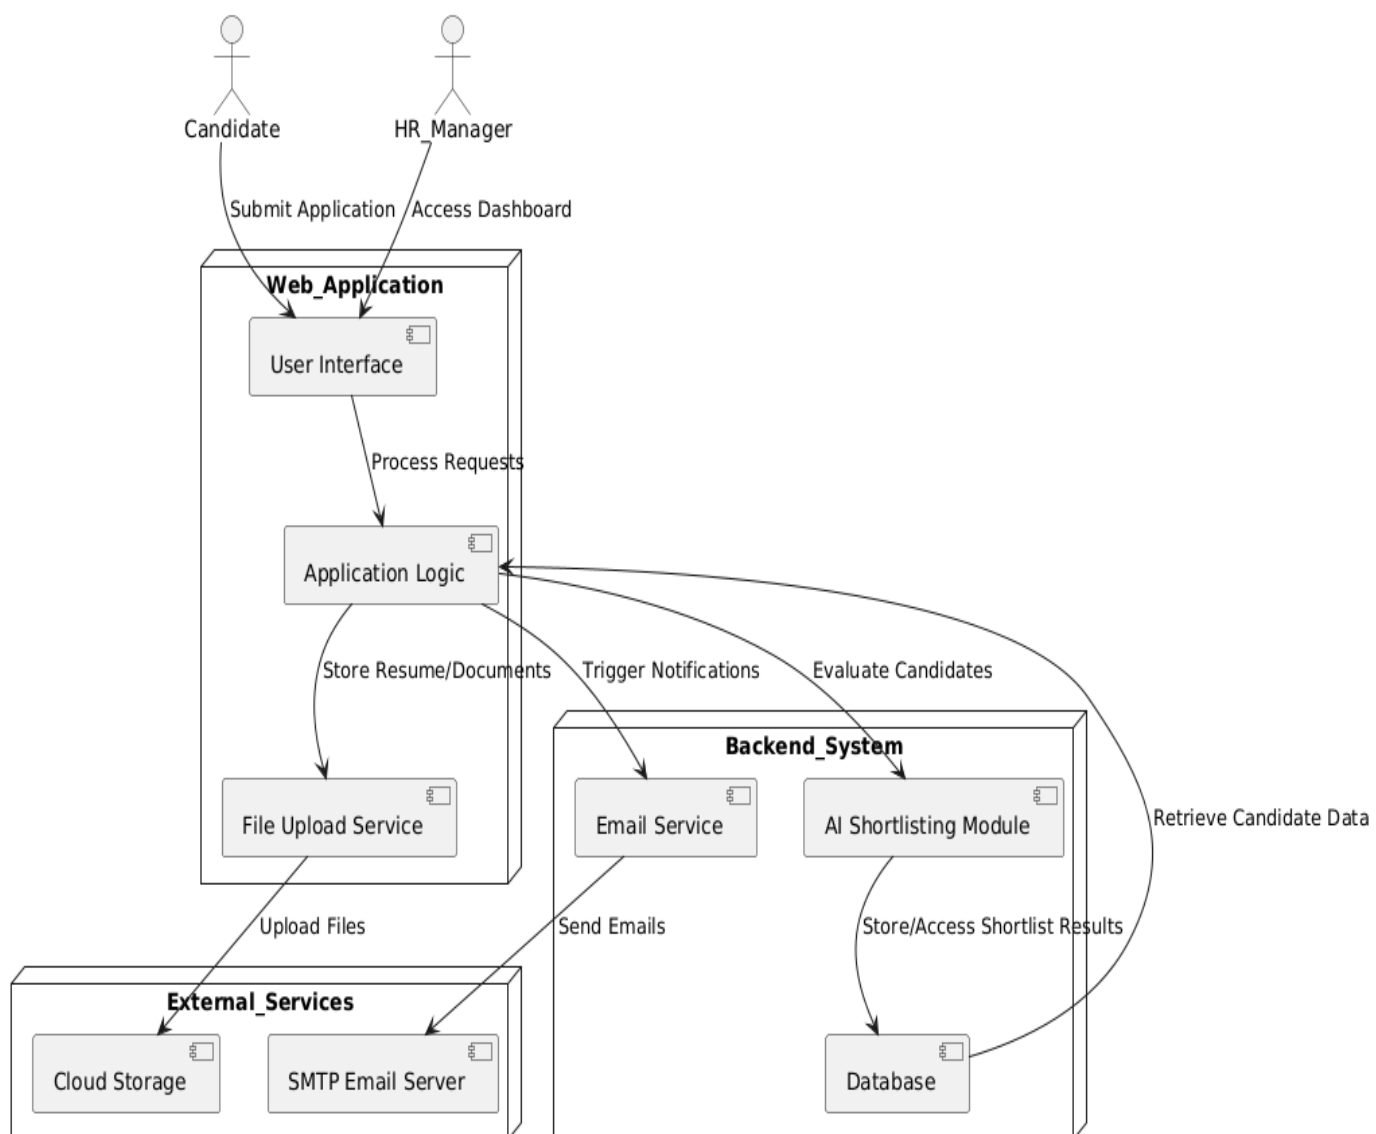 Candidate
HR_Manager
Submit Application
Access Dashboard
Web_Application
User Interface
Process Requests
Application Logic
Store Resume/Documents
Trigger Notifications
Evaluate Candidates
Backend_System
File Upload Service
Email Service
AI Shortlisting Module
Retrieve Candidate Data
Upload Files
Send Emails
Store/Access Shortlist Results
External_Services
Cloud Storage
SMTP Email Server
Database